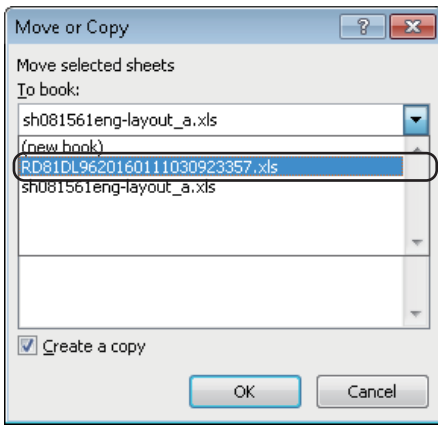 Move or Copy
Move selected sheets
To book:
sh081561eng-layout_a.xls
(new book)
RD81DL9620160111030923357.xls
sh081561eng-layout_a.xls
Create a copy
OK
Cancel